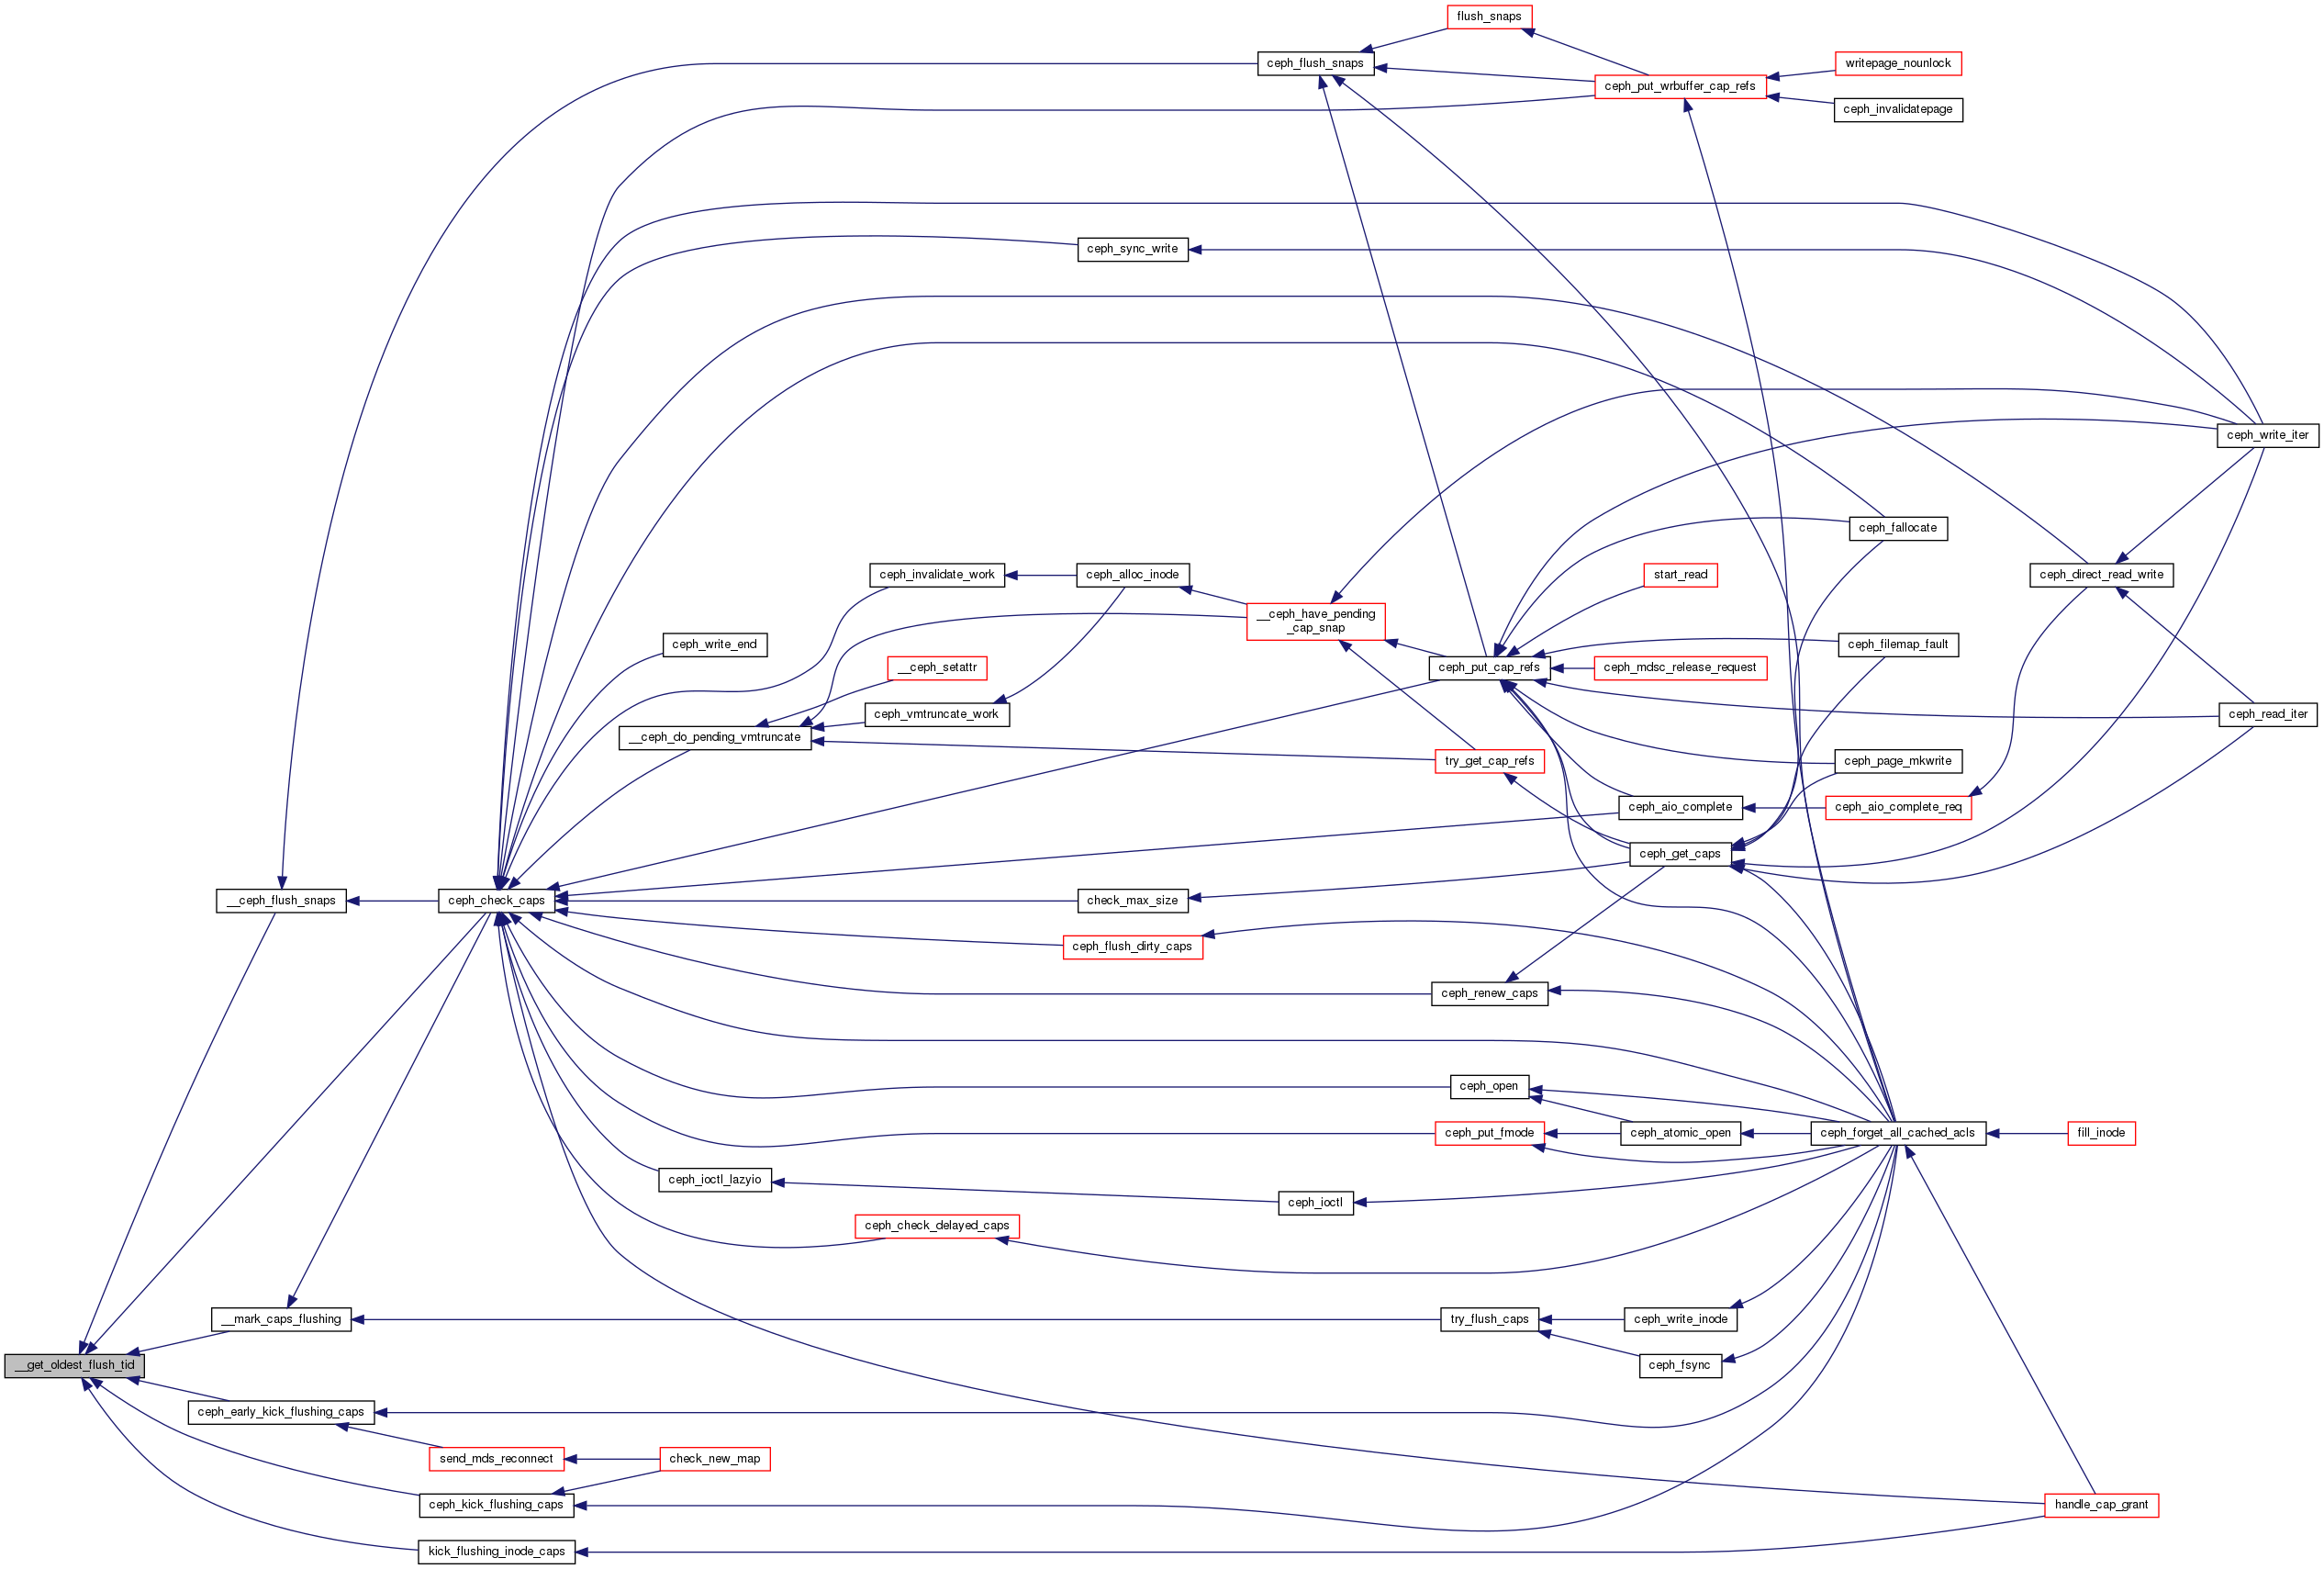 flush_snaps
ceph_flush_snaps
writepage_nounlock
ceph_put_wrbuffer_cap_refs
ceph_invalidatepage
ceph_sync_write
ceph_write_iter
ceph_fallocate
ceph_invalidate_work
ceph_alloc_inode
start_read
ceph_direct_read_write
__ceph_have_pending
_cap_snap
ceph_write_end
ceph_filemap_fault
__ceph_setattr
ceph_put_cap_refs
ceph_mdsc_release_request
ceph_vmtruncate_work
ceph_read_iter
__ceph_do_pending_vmtruncate
try_get_cap_refs
ceph_page_mkwrite
ceph_aio_complete
ceph_aio_complete_req
ceph_get_caps
__ceph_flush_snaps
ceph_check_caps
check_max_size
ceph_flush_dirty_caps
ceph_renew_caps
ceph_open
ceph_put_fmode
ceph_atomic_open
ceph_forget_all_cached_acls
fill_inode
ceph_ioctl_lazyio
ceph_ioctl
ceph_check_delayed_caps
__mark_caps_flushing
try_flush_caps
ceph_write_inode
__get_oldest_flush_tid
ceph_fsync
ceph_early_kick_flushing_caps
send_mds_reconnect
check_new_map
ceph_kick_flushing_caps
handle_cap_grant
kick_flushing_inode_caps